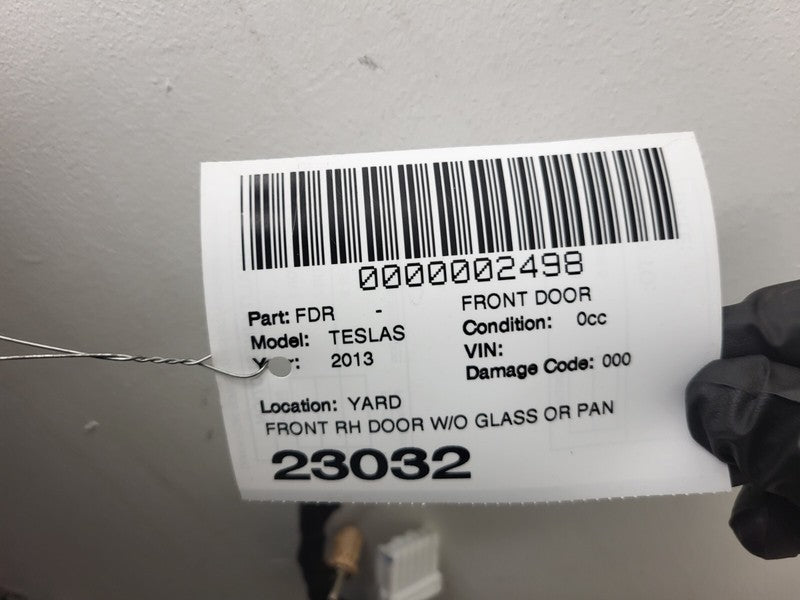 0000002498
Part: FDR - FRONT DOOR
Model: TESLAS Condition: 0cc
Year: 2013 VIN:
Damage Code: 000
Location: YARD
FRONT RH DOOR W/O GLASS OR PAN
23032